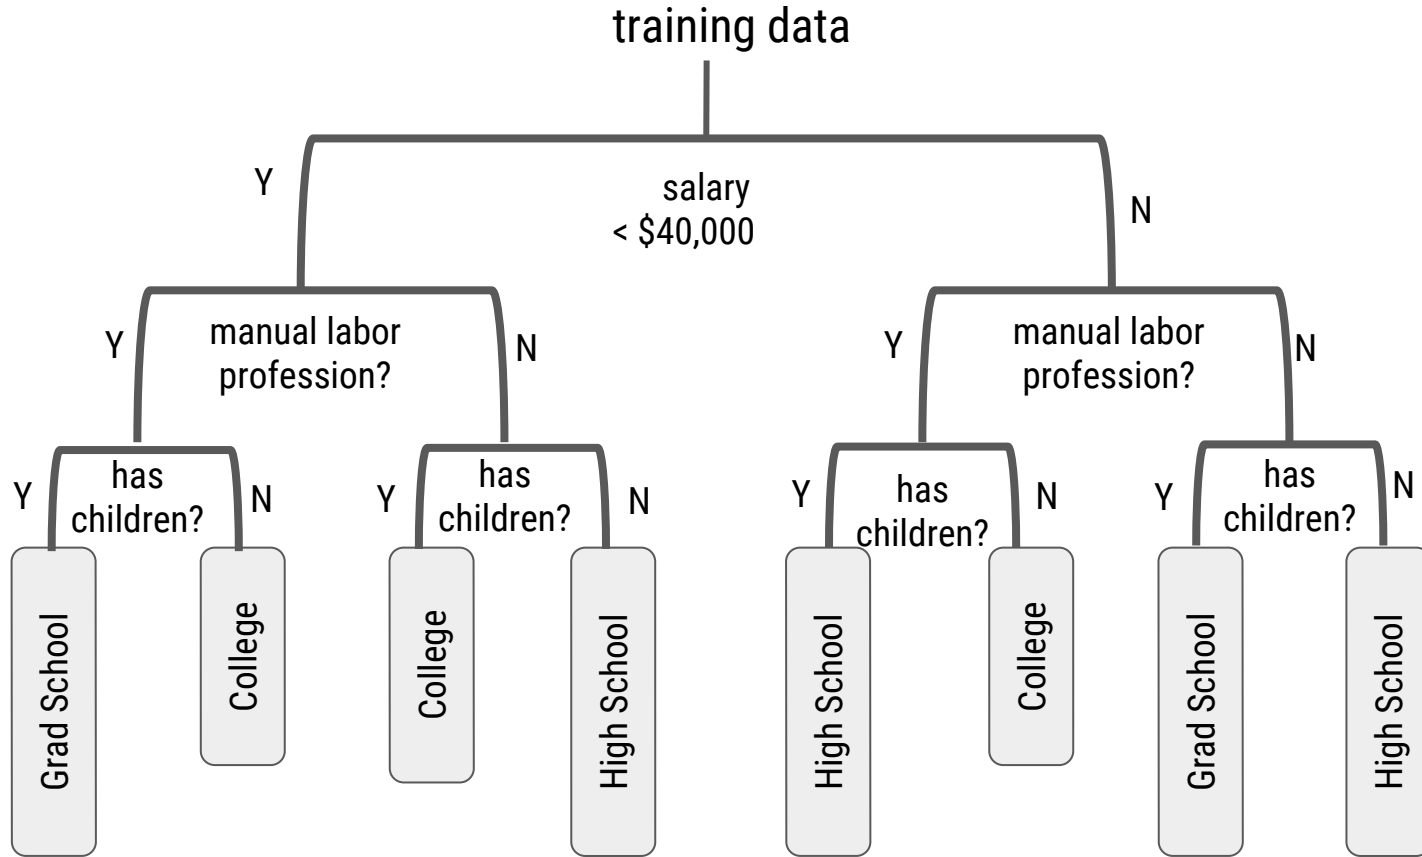 training data
Y
salary
< $40,000
N
Y
manual labor
profession?
N
Y
manual labor
profession?
N
Y
has
children?
N
Y
has
children?
N
Y
has
children?
N
Y
has
children?
N
Grad School
College
College
High School
High School
College
Grad School
High School